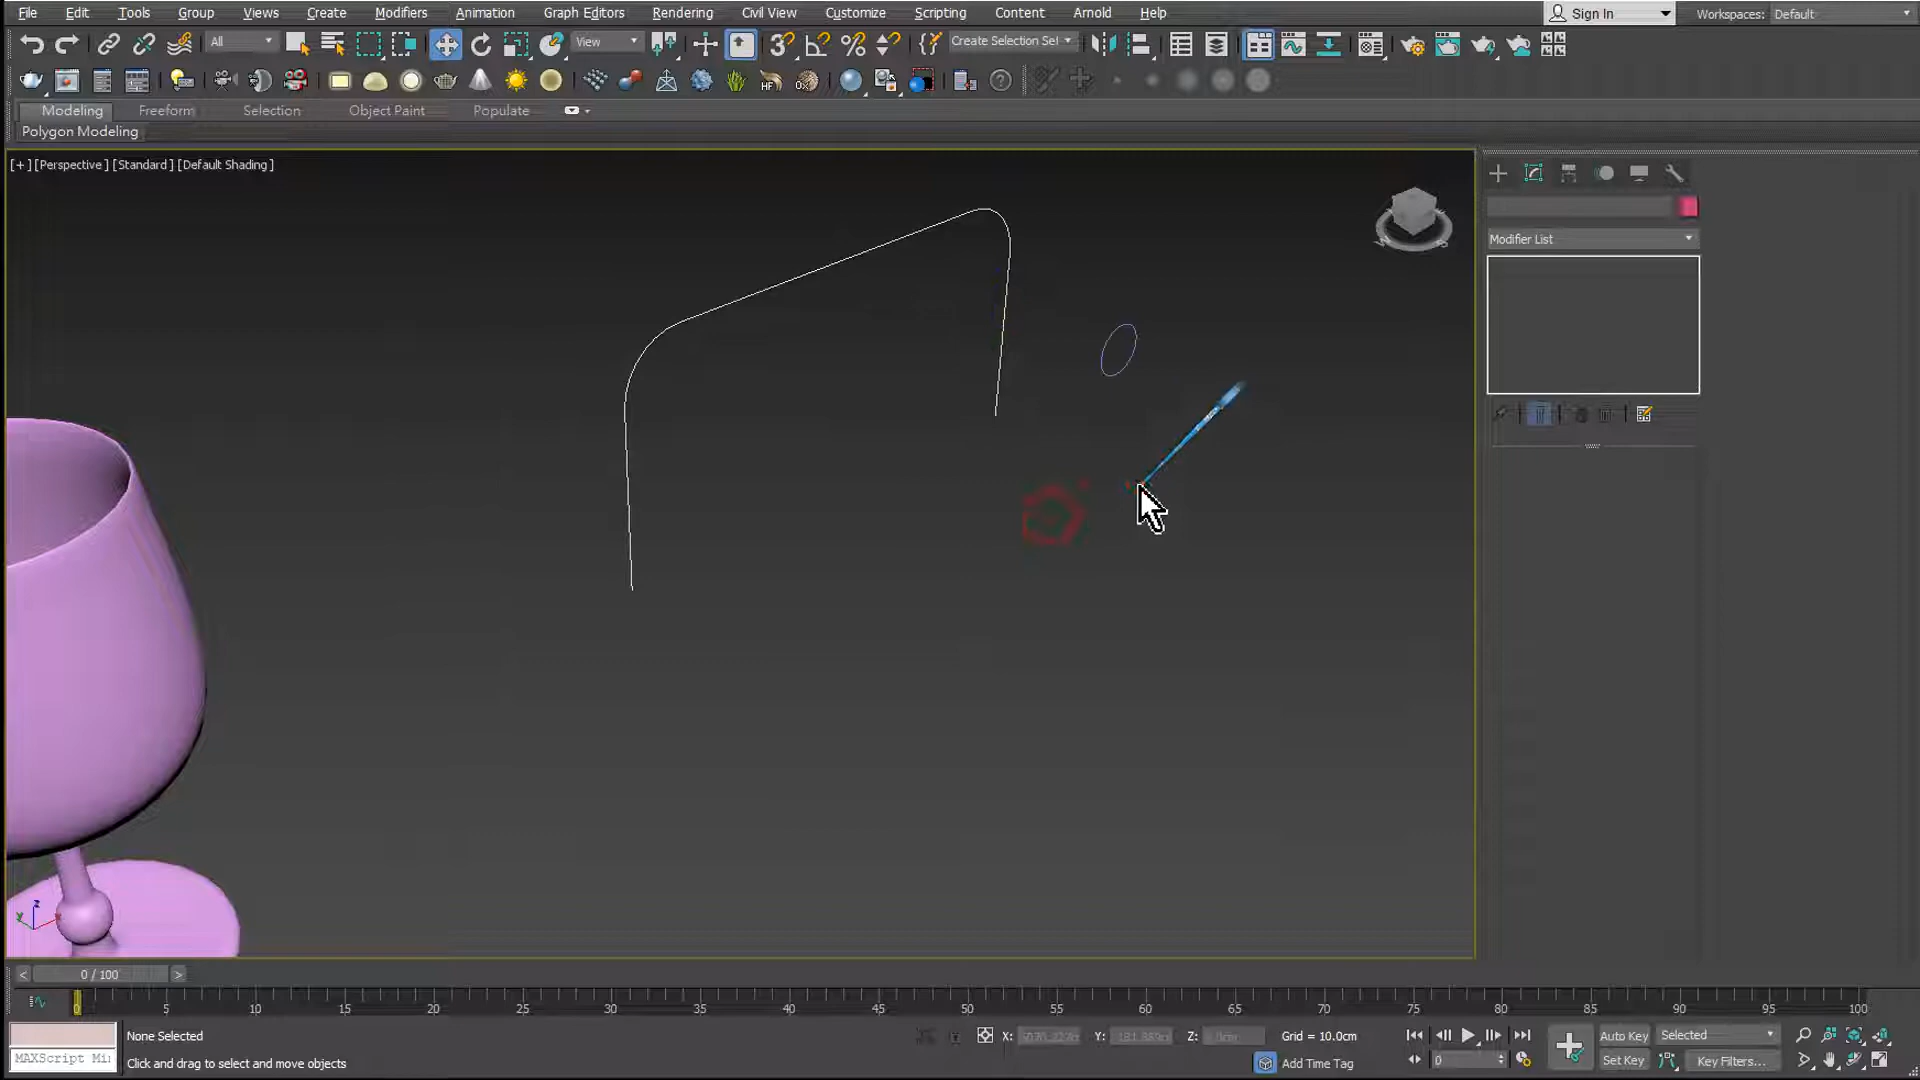 File Edit Tools Group Views Create Modifiers Animation Graph Editors Rendering Civil View Customize Scripting Content Arnold Help Sign In Workspaces: Default
All View Create Selection Set
Modeling Freeform Selection Object Paint Populate
Polygon Modeling
[+] [Perspective] [Standard] [Default Shading]
Modifier List
0 / 100
0 5 10 15 20 25 30 35 40 45 50 55 60 65 70 75 80 85 90 95 100
None Selected X: Y: Z: Grid = 10.0cm Auto Key Selected
MAXScript Mi Click and drag to select and move objects Add Time Tag 0 Set Key Key Filters...